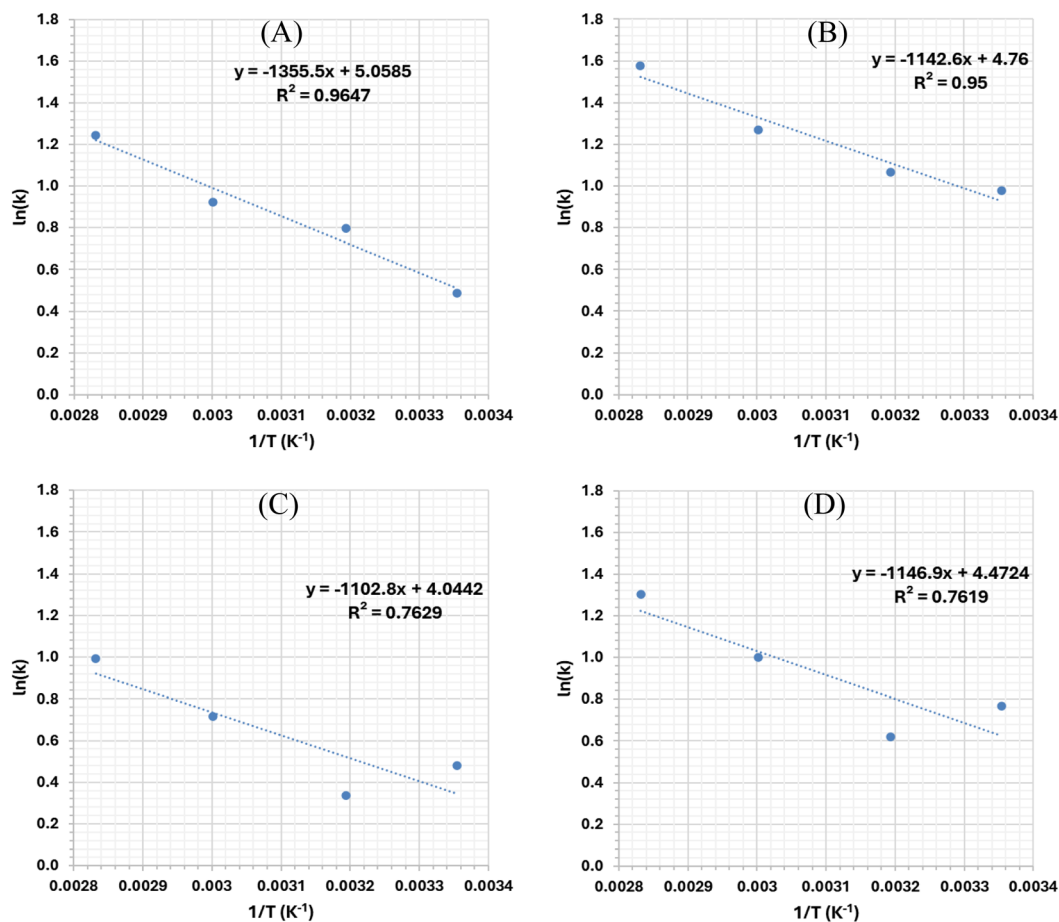 (A)
y = -1355.5x + 5.0585
R² = 0.9647
ln(k)
1.8
1.6
1.4
1.2
1.0
0.8
0.6
0.4
0.2
0.0
0.0028 0.0029 0.003 0.0031 0.0032 0.0033 0.0034
1/T (K⁻¹)
(B)
y = -1142.6x + 4.76
R² = 0.95
ln(k)
1.8
1.6
1.4
1.2
1.0
0.8
0.6
0.4
0.2
0.0
0.0028 0.0029 0.003 0.0031 0.0032 0.0033 0.0034
1/T (K⁻¹)
(C)
y = -1102.8x + 4.0442
R² = 0.7629
ln(k)
1.8
1.6
1.4
1.2
1.0
0.8
0.6
0.4
0.2
0.0
0.0028 0.0029 0.003 0.0031 0.0032 0.0033 0.0034
1/T (K⁻¹)
(D)
y = -1146.9x + 4.4724
R² = 0.7619
ln(k)
1.8
1.6
1.4
1.2
1.0
0.8
0.6
0.4
0.2
0.0
0.0028 0.0029 0.003 0.0031 0.0032 0.0033 0.0034
1/T (K⁻¹)